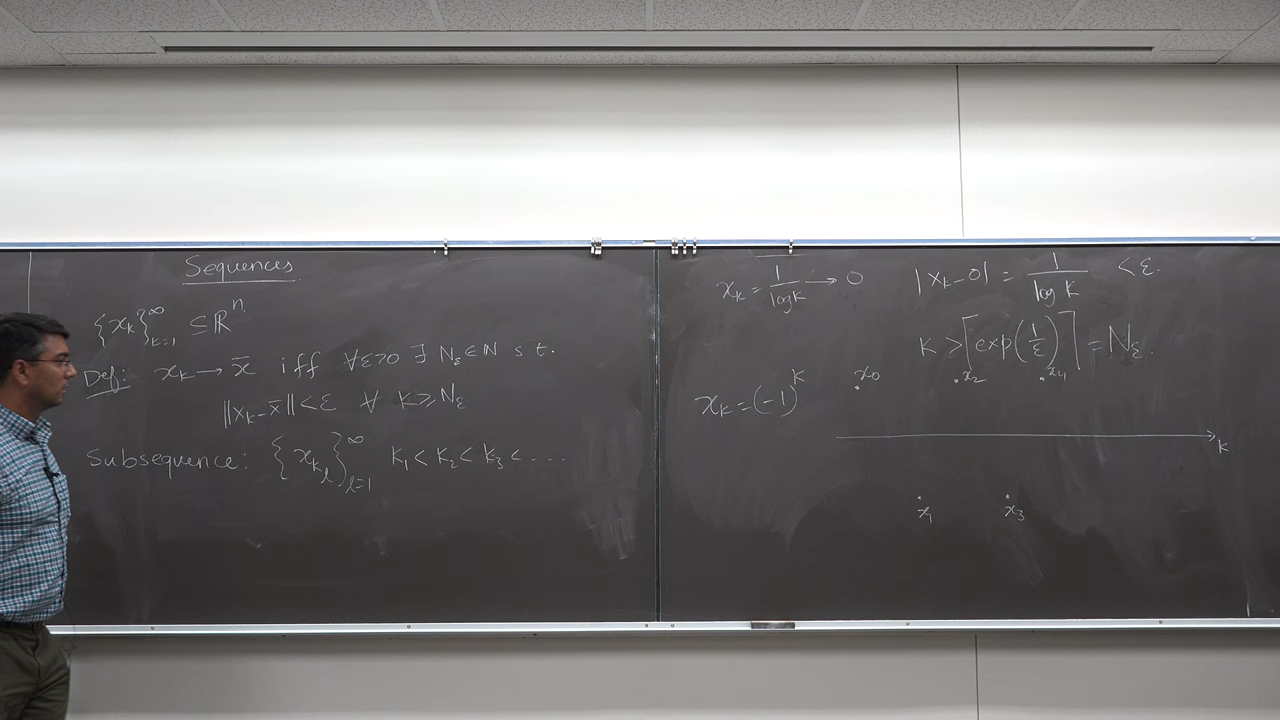 Sequences
{x_k}_{k=1}^∞ ⊆ ℝ^n
Def: x_k → x̄ iff ∀ε>0 ∃ N_ε ∈ ℕ s t.
||x_k - x̄|| < ε ∀ k ≥ N_ε
Subsequence: {x_{k_l}}_{l=1}^∞ k_1 < k_2 < k_3 < ....
x_k = 1/log k → 0 |x_k - 0| = 1/log k < ε.
k > ⌈exp(1/ε)⌉ = N_ε.
x_k = (-1)^k
x_0 x_2 x_4
k
x_1 x_3